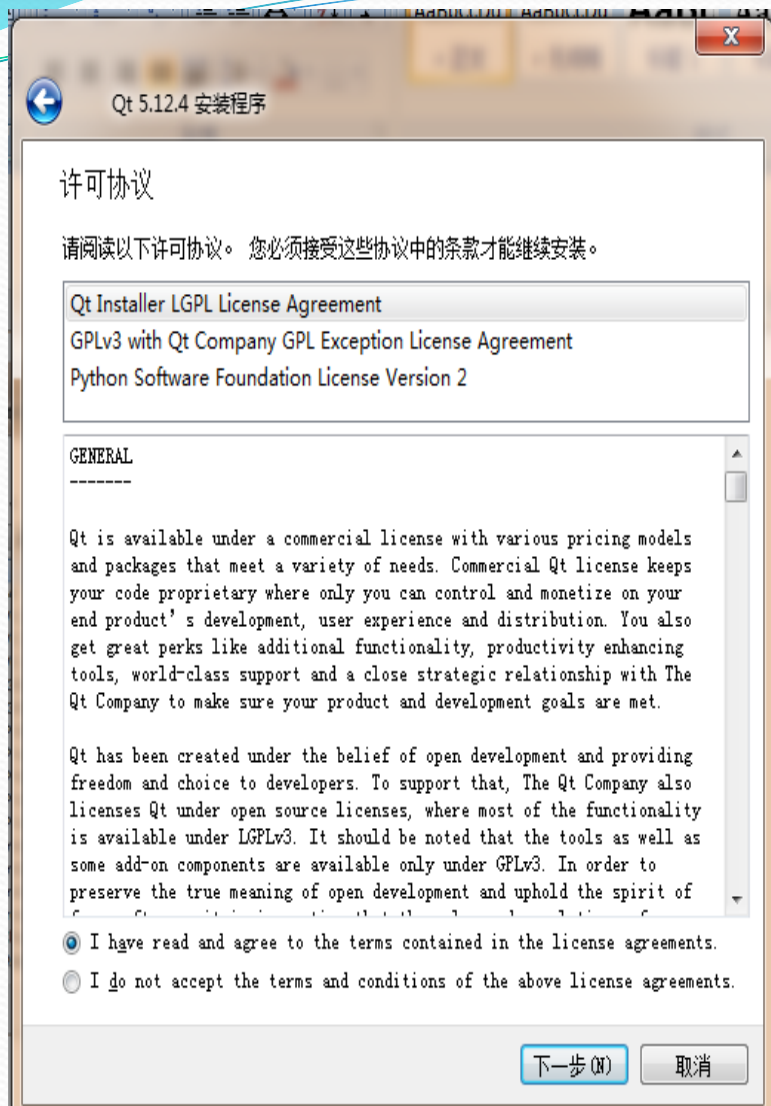 AaBbCcDd AaBbCcDd
X
Qt 5.12.4 安装程序
许可协议
请阅读以下许可协议。 您必须接受这些协议中的条款才能继续安装。
Qt Installer LGPL License Agreement
GPLv3 with Qt Company GPL Exception License Agreement
Python Software Foundation License Version 2
GENERAL
-------
Qt is available under a commercial license with various pricing models
and packages that meet a variety of needs. Commercial Qt license keeps
your code proprietary where only you can control and monetize on your
end product’s development, user experience and distribution. You also
get great perks like additional functionality, productivity enhancing
tools, world-class support and a close strategic relationship with The
Qt Company to make sure your product and development goals are met.
Qt has been created under the belief of open development and providing
freedom and choice to developers. To support that, The Qt Company also
licenses Qt under open source licenses, where most of the functionality
is available under LGPLv3. It should be noted that the tools as well as
some add-on components are available only under GPLv3. In order to
preserve the true meaning of open development and uphold the spirit of
I have read and agree to the terms contained in the license agreements.
I do not accept the terms and conditions of the above license agreements.
下一步(N) 取消